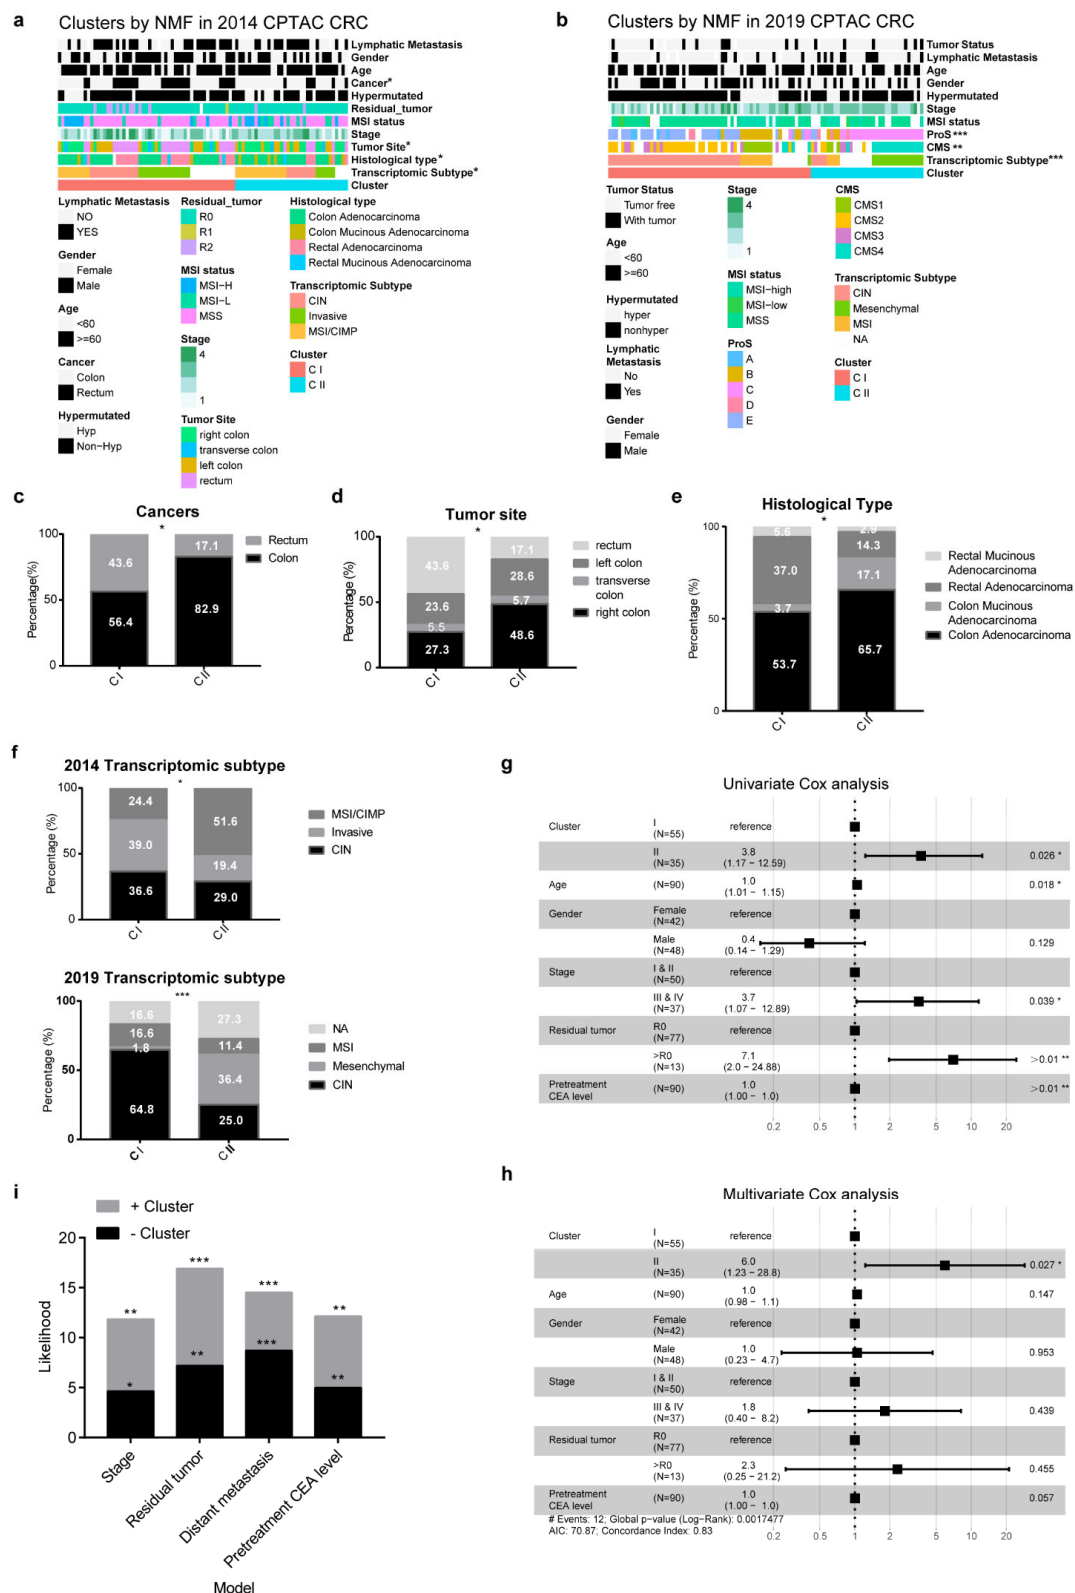 a
Clusters by NMF in 2014 CPTAC CRC
Lymphatic Metastasis
Gender
Age
Cancer*
Hypermutated
Residual_tumor
MSI status
Stage
Tumor Site*
Histological type*
Transcriptomic Subtype*
Cluster
Lymphatic Metastasis
NO
YES
Gender
Female
Male
Age
<60
>=60
Cancer
Colon
Rectum
Hypermutated
Hyp
Non-Hyp
Residual_tumor
R0
R1
R2
MSI status
MSI-H
MSI-L
MSS
Stage
4
1
Tumor Site
right colon
transverse colon
left colon
rectum
Histological type
Colon Adenocarcinoma
Colon Mucinous Adenocarcinoma
Rectal Adenocarcinoma
Rectal Mucinous Adenocarcinoma
Transcriptomic Subtype
CIN
Invasive
MSI/CIMP
Cluster
C I
C II
b
Clusters by NMF in 2019 CPTAC CRC
Tumor Status
Lymphatic Metastasis
Age
Gender
Hypermutated
Stage
MSI status
ProS***
CMS **
Transcriptomic Subtype***
Cluster
Tumor Status
Tumor free
With tumor
Age
<60
>=60
Hypermutated
hyper
nonhyper
Lymphatic
Metastasis
No
Yes
Gender
Female
Male
Stage
4
1
MSI status
MSI-high
MSI-low
MSS
ProS
A
B
C
D
E
CMS
CMS1
CMS2
CMS3
CMS4
Transcriptomic Subtype
CIN
Mesenchymal
MSI
NA
Cluster
C I
C II
c
Cancers
*
Percentage(%)
100
50
0
43.6
56.4
17.1
82.9
C I
C II
Rectum
Colon
d
Tumor site
*
Percentage (%)
100
50
0
43.6
23.6
5.5
27.3
17.1
28.6
5.7
48.6
C I
C II
rectum
left colon
transverse
colon
right colon
e
Histological Type
*
Percentage (%)
100
50
0
5.6
37.0
3.7
53.7
2.9
14.3
17.1
65.7
C I
C II
Rectal Mucinous
Adenocarcinoma
Rectal Adenocarcinoma
Colon Mucinous
Adenocarcinoma
Colon Adenocarcinoma
f
2014 Transcriptomic subtype
*
Percentage (%)
100
50
0
24.4
39.0
36.6
51.6
19.4
29.0
C I
C II
MSI/CIMP
Invasive
CIN
2019 Transcriptomic subtype
***
Percentage (%)
100
50
0
16.6
16.6
1.8
64.8
27.3
11.4
36.4
25.0
C I
C II
NA
MSI
Mesenchymal
CIN
g
Univariate Cox analysis
Cluster I (N=55) reference
II (N=35) 3.8 (1.17 - 12.59) 0.026 *
Age (N=90) 1.0 (1.01 - 1.15) 0.018 *
Gender Female (N=42) reference
Male (N=48) 0.4 (0.14 - 1.29) 0.129
Stage I & II (N=50) reference
III & IV (N=37) 3.7 (1.07 - 12.89) 0.039 *
Residual tumor R0 (N=77) reference
>R0 (N=13) 7.1 (2.0 - 24.88) >0.01 **
Pretreatment CEA level (N=90) 1.0 (1.00 - 1.0) >0.01 **
0.2 0.5 1 2 5 10 20
i
+ Cluster
- Cluster
Likelihood
20
15
10
5
0
**
*
***
**
***
***
**
**
Stage
Residual tumor
Distant metastasis
Pretreatment CEA level
Model
h
Multivariate Cox analysis
Cluster I (N=55) reference
II (N=35) 6.0 (1.23 - 28.8) 0.027 *
Age (N=90) 1.0 (0.98 - 1.1) 0.147
Gender Female (N=42) reference
Male (N=48) 1.0 (0.23 - 4.7) 0.953
Stage I & II (N=50) reference
III & IV (N=37) 1.8 (0.40 - 8.2) 0.439
Residual tumor R0 (N=77) reference
>R0 (N=13) 2.3 (0.25 - 21.2) 0.455
Pretreatment CEA level (N=90) 1.0 (1.00 - 1.0) 0.057
# Events: 12; Global p-value (Log-Rank): 0.0017477
AIC: 70.87; Concordance Index: 0.83
0.2 0.5 1 2 5 10 20